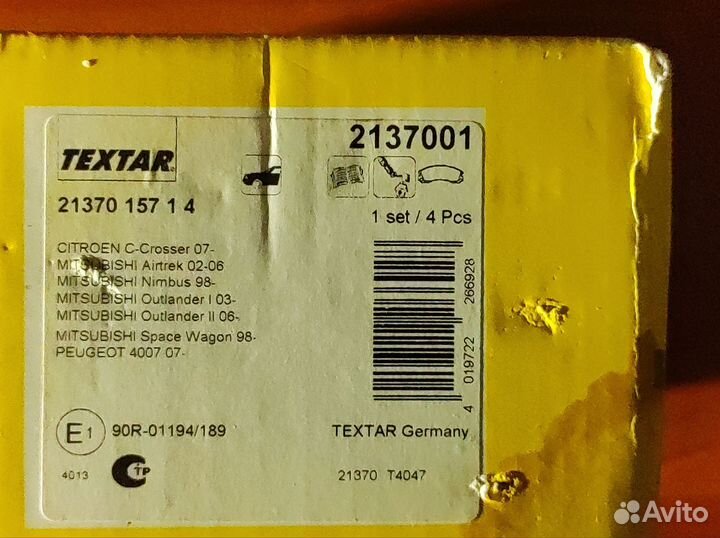 TEXTAR
2137001
21370 157 1 4
1 set / 4 Pcs
CITROEN C-Crosser 07-
MITSUBISHI Airtrek 02-06
MITSUBISHI Nimbus 98-
MITSUBISHI Outlander I 03-
MITSUBISHI Outlander II 06-
MITSUBISHI Space Wagon 98-
PEUGEOT 4007 07-
4 019722 266928
E1 90R-01194/189
TEXTAR Germany
4013
СТР
21370 T4047
Avito